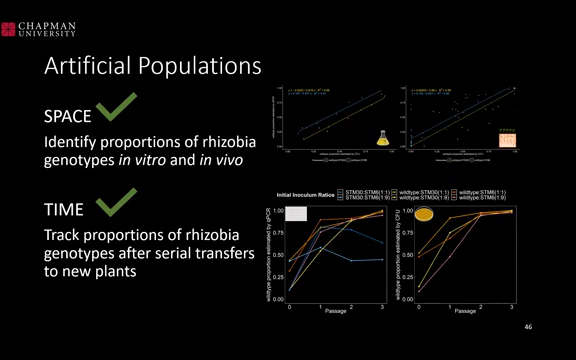 CHAPMAN
UNIVERSITY
Artificial Populations
SPACE
Identify proportions of rhizobia
genotypes in vitro and in vivo
TIME
Track proportions of rhizobia
genotypes after serial transfers
to new plants
Initial Inoculum Ratios
STM30:STM6(1:1)
wildtype:STM30(1:1)
wildtype:STM6(1:1)
STM30:STM6(1:9)
wildtype:STM30(1:9)
wildtype:STM6(1:9)
wildtype proportion estimated by qPCR
1.00
0.75
0.50
0.25
0.00
0 1 2 3
Passage
wildtype proportion estimated by CFU
1.00
0.75
0.50
0.25
0.00
0 1 2 3
Passage
46